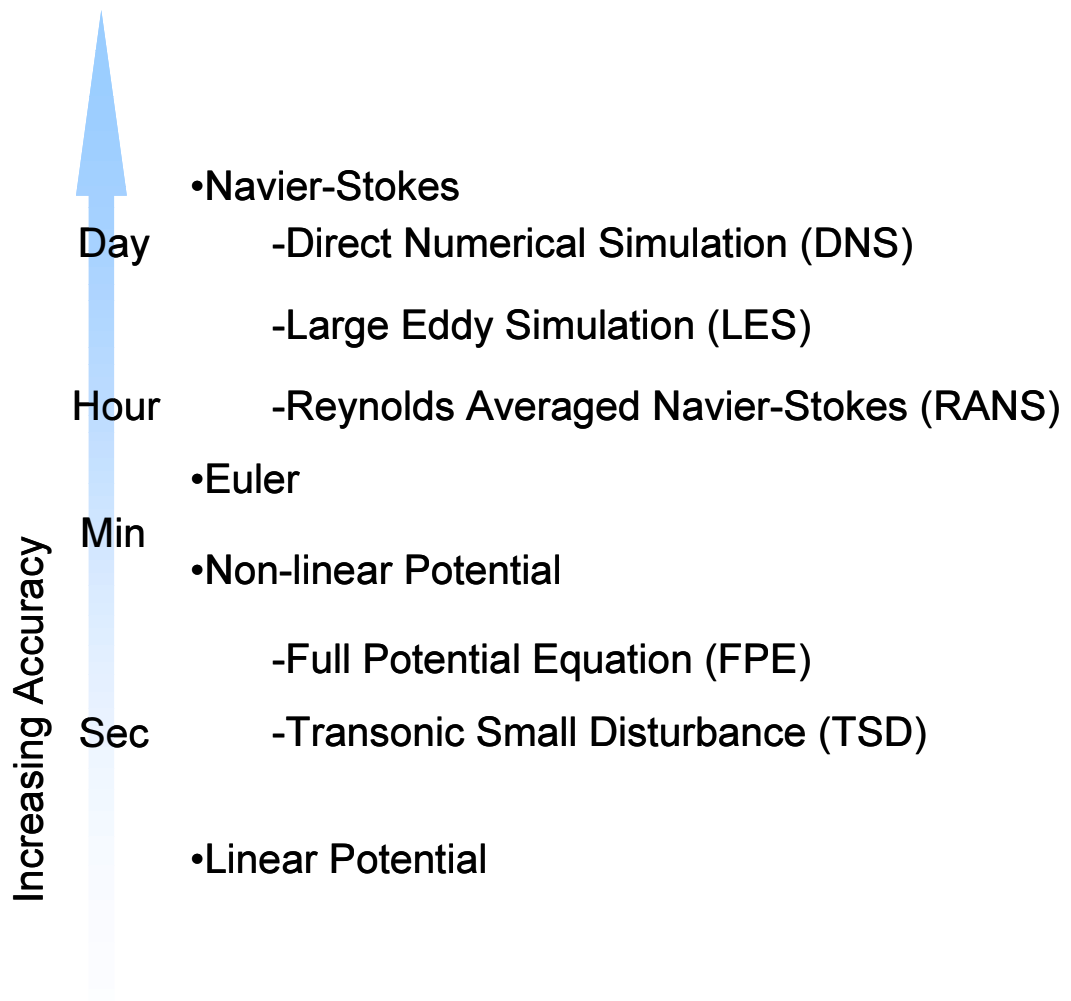 •Navier-Stokes
Day -Direct Numerical Simulation (DNS)
-Large Eddy Simulation (LES)
Hour -Reynolds Averaged Navier-Stokes (RANS)
•Euler
Min
•Non-linear Potential
-Full Potential Equation (FPE)
Sec -Transonic Small Disturbance (TSD)
•Linear Potential
Increasing Accuracy